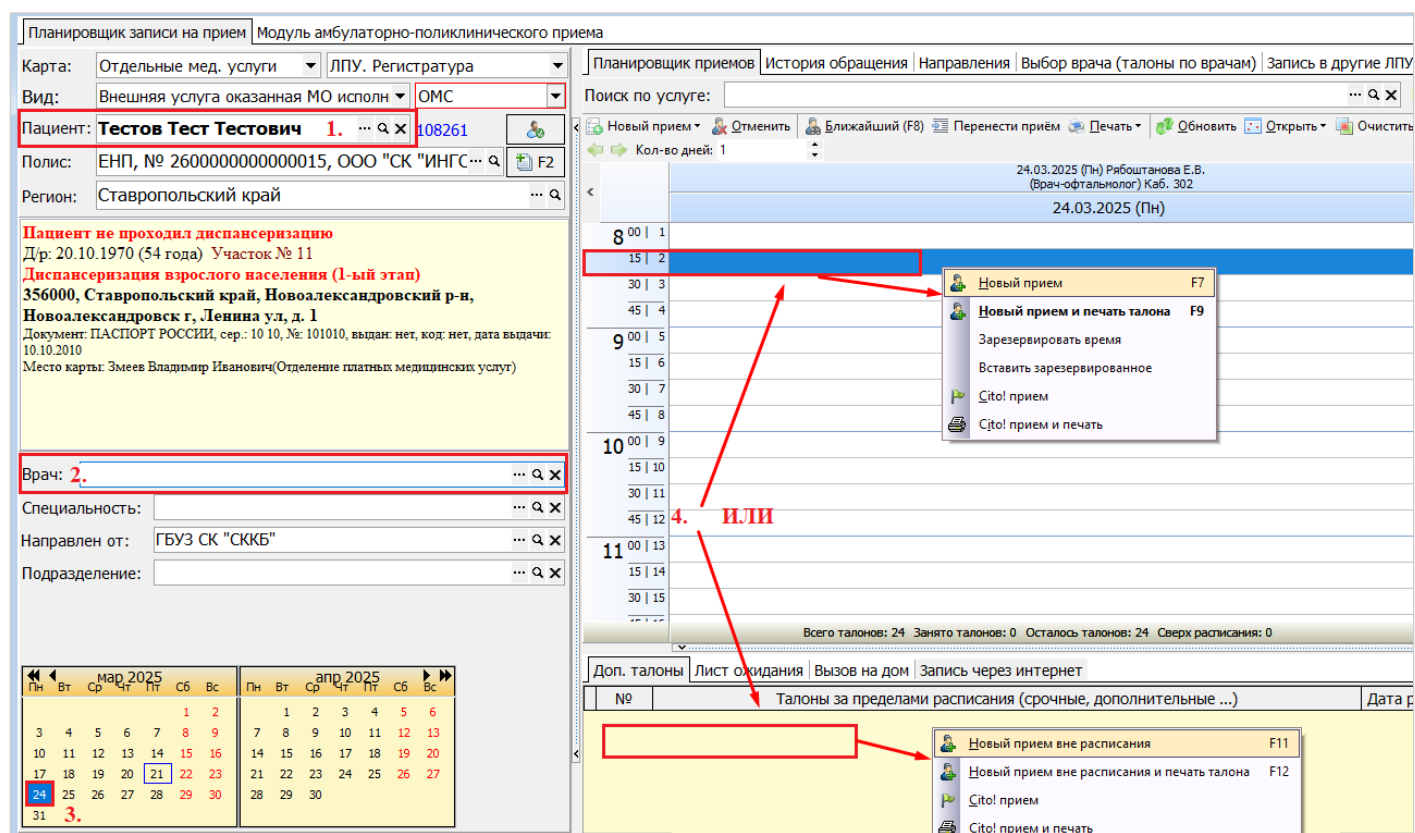 Планировщик записи на прием Модуль амбулаторно-поликлинического приема
Карта: Отдельные мед. услуги ЛПУ. Регистратура
Вид: Внешняя услуга оказанная МО исполн ОМС
Пациент: Тестов Тест Тестович 1. ... 108261
Полис: ЕНП, № 2600000000000015, ООО "СК "ИНГС ... F2
Регион: Ставропольский край ...
Пациент не проходил диспансеризацию
Д/р: 20.10.1970 (54 года) Участок № 11
Диспансеризация взрослого населения (1-ый этап)
356000, Ставропольский край, Новоалександровский р-н,
Новоалександровск г, Ленина ул, д. 1
Документ: ПАСПОРТ РОССИИ, сер.: 10 10, №: 101010, выдан: нет, код: нет, дата выдачи:
10.10.2010
Место карты: Змеев Владимир Иванович(Отделение платных медицинских услуг)
Врач: 2. ...
Специальность: ...
Направлен от: ГБУЗ СК "СККБ" ...
Подразделение: ...
мар 2025
Пн Вт Ср Чт Пт Сб Вс
1 2
3 4 5 6 7 8 9
10 11 12 13 14 15 16
17 18 19 20 21 22 23
24 25 26 27 28 29 30
31 3.
апр 2025
Пн Вт Ср Чт Пт Сб Вс
1 2 3 4 5 6
7 8 9 10 11 12 13
14 15 16 17 18 19 20
21 22 23 24 25 26 27
28 29 30
Планировщик приемов История обращения Направления Выбор врача (талоны по врачам) Запись в другие ЛПУ
Поиск по услуге: ...
Новый прием Отменить Ближайший (F8) Перенести приём Печать Обновить Открыть Очистить
Кол-во дней: 1
24.03.2025 (Пн) Рябоштанова Е.В.
(Врач-офтальмолог) Каб. 302
24.03.2025 (Пн)
8 00 | 1
15 | 2
30 | 3
45 | 4
9 00 | 5
15 | 6
30 | 7
45 | 8
10 00 | 9
15 | 10
30 | 11
45 | 12
11 00 | 13
15 | 14
30 | 15
Новый прием F7
Новый прием и печать талона F9
Зарезервировать время
Вставить зарезервированное
Cito! прием
Cito! прием и печать
4. ИЛИ
Всего талонов: 24 Занято талонов: 0 Осталось талонов: 24 Сверх расписания: 0
Доп. талоны Лист ожидания Вызов на дом Запись через интернет
№ Талоны за пределами расписания (срочные, дополнительные ...) Дата р
Новый прием вне расписания F11
Новый прием вне расписания и печать талона F12
Cito! прием
Cito! прием и печать